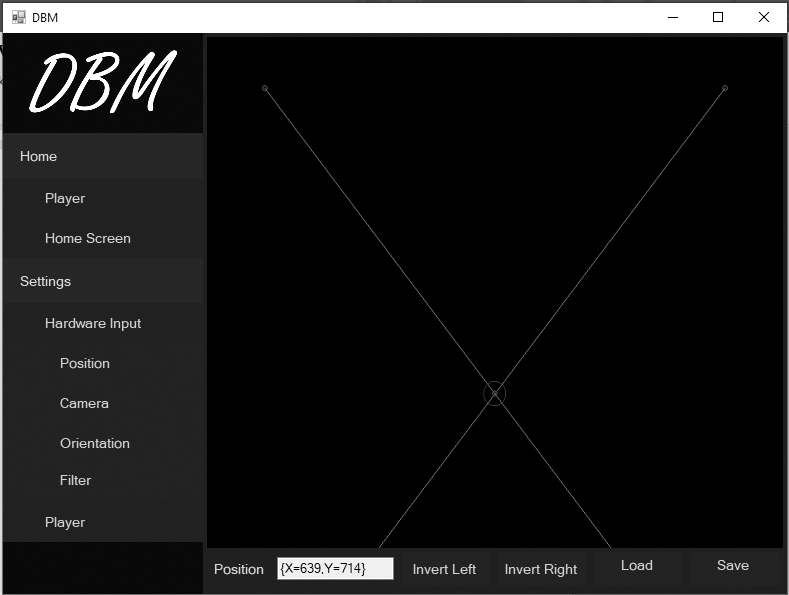 DBM
DBM
Home
Player
Home Screen
Settings
Hardware Input
Position
Camera
Orientation
Filter
Player
Position {X=639,Y=714} Invert Left Invert Right Load Save